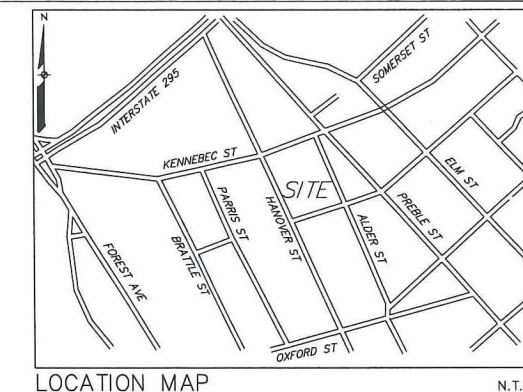 N
INTERSTATE 295
SOMERSET ST
KENNEBEC ST
SITE
ELM ST
PARRIS ST
HANOVER ST
PREBLE ST
ALDER ST
BRATTLE ST
FOREST AVE
OXFORD ST
LOCATION MAP
N.T.